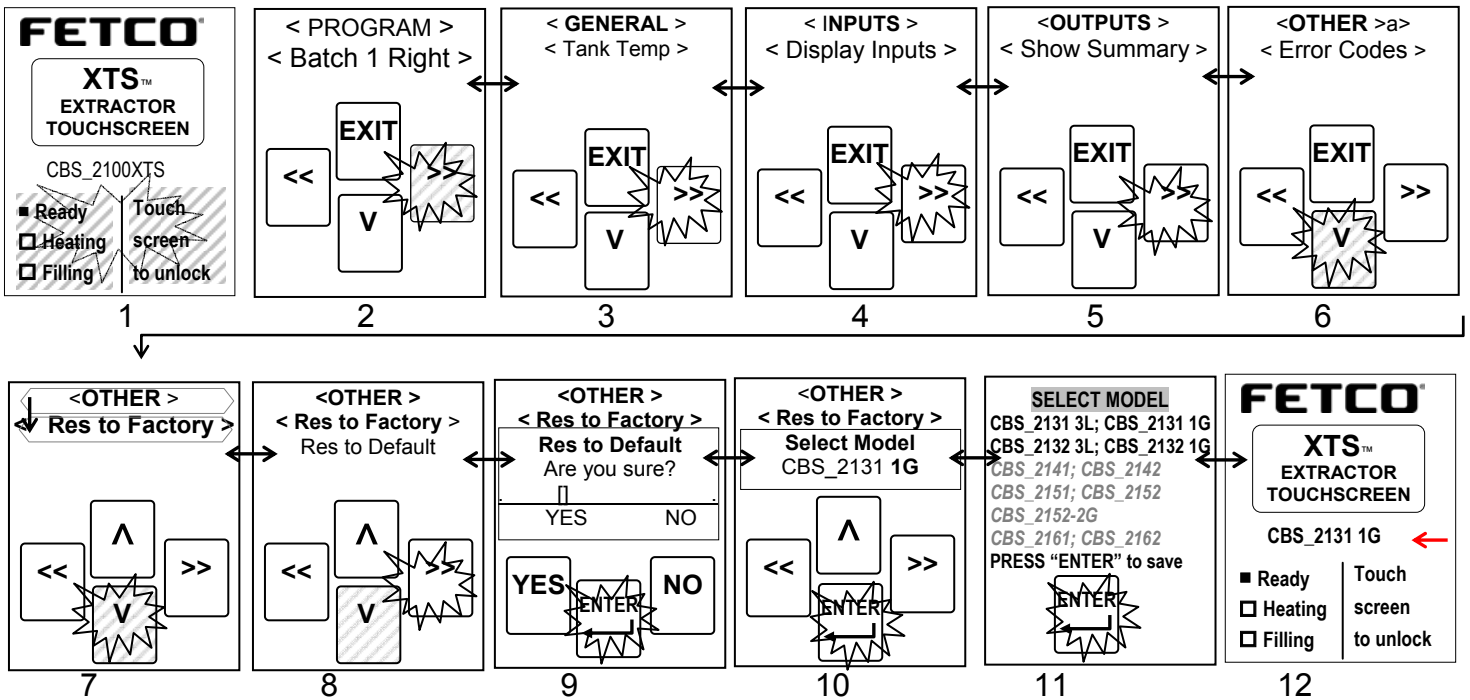 FETCO
XTS™
EXTRACTOR
TOUCHSCREEN
CBS_2100XTS
Ready
Heating
Filling
Touch
screen
to unlock
1
< PROGRAM >
< Batch 1 Right >
EXIT
<<
>>
V
2
< GENERAL >
< Tank Temp >
EXIT
<<
>>
V
3
< INPUTS >
< Display Inputs >
EXIT
<<
>>
V
4
<OUTPUTS >
< Show Summary >
EXIT
<<
>>
V
5
<OTHER >a>
< Error Codes >
EXIT
<<
>>
V
6
<OTHER >
< Res to Factory >
Λ
<<
>>
V
7
<OTHER >
< Res to Factory >
Res to Default
Λ
<<
>>
V
8
<OTHER >
< Res to Factory >
Res to Default
Are you sure?
YES NO
YES
ENTER
NO
9
<OTHER >
< Res to Factory >
Select Model
CBS_2131 1G
Λ
<<
>>
ENTER
10
SELECT MODEL
CBS_2131 3L; CBS_2131 1G
CBS_2132 3L; CBS_2132 1G
CBS_2141; CBS_2142
CBS_2151; CBS_2152
CBS_2152-2G
CBS_2161; CBS_2162
PRESS “ENTER” to save
ENTER
11
FETCO
XTS™
EXTRACTOR
TOUCHSCREEN
CBS_2131 1G
Ready
Heating
Filling
Touch
screen
to unlock
12